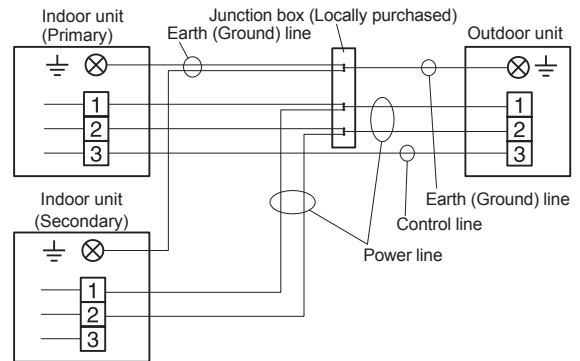 Indoor unit
(Primary)
Junction box (Locally purchased)
Earth (Ground) line
Outdoor unit
1
2
3
1
2
3
Earth (Ground) line
Control line
Power line
Indoor unit
(Secondary)
1
2
3